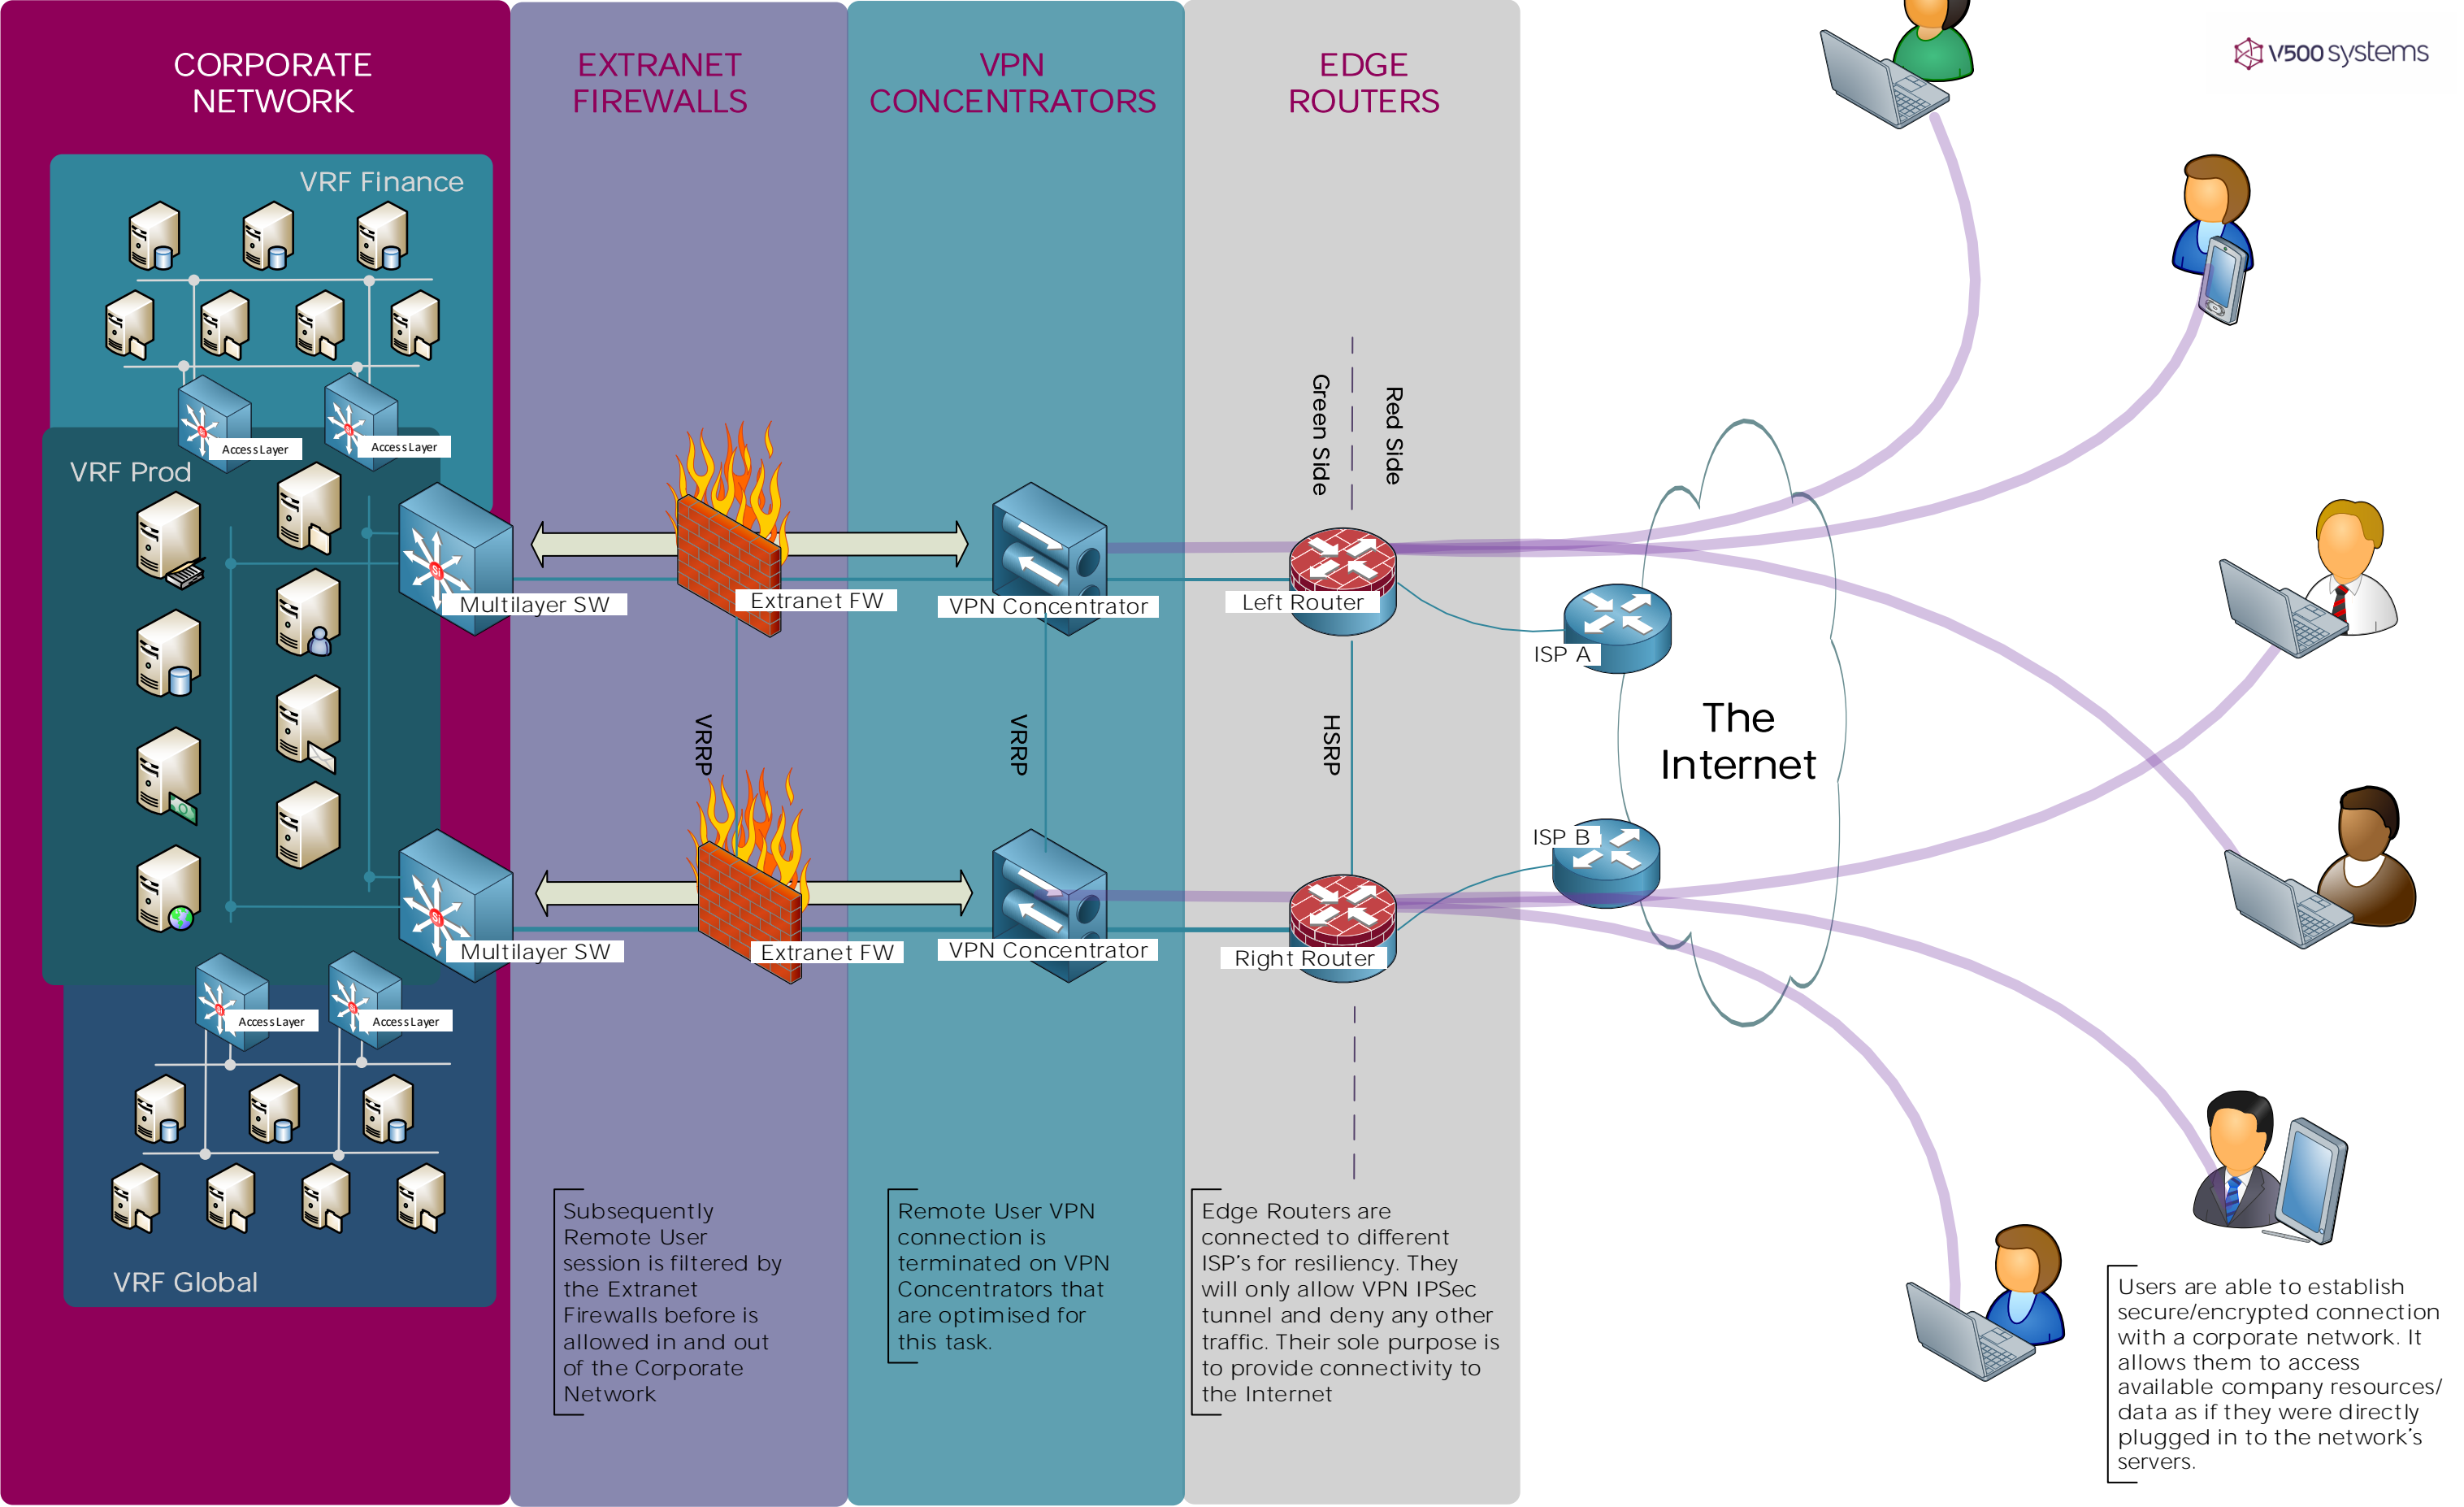 CORPORATE
NETWORK
EXTRANET
FIREWALLS
VPN
CONCENTRATORS
EDGE
ROUTERS
V500 systems
VRF Finance
Access Layer
Access Layer
VRF Prod
Green Side
Red Side
Multilayer SW
Extranet FW
VPN Concentrator
Left Router
ISP A
VRRP
VRRP
HSRP
The
Internet
ISP B
Multilayer SW
Extranet FW
VPN Concentrator
Right Router
Access Layer
Access Layer
VRF Global
Subsequently
Remote User
session is filtered by
the Extranet
Firewalls before is
allowed in and out
of the Corporate
Network
Remote User VPN
connection is
terminated on VPN
Concentrators that
are optimised for
this task.
Edge Routers are
connected to different
ISP's for resiliency. They
will only allow VPN IPSec
tunnel and deny any other
traffic. Their sole purpose is
to provide connectivity to
the Internet
Users are able to establish
secure/encrypted connection
with a corporate network. It
allows them to access
available company resources/
data as if they were directly
plugged in to the network's
servers.